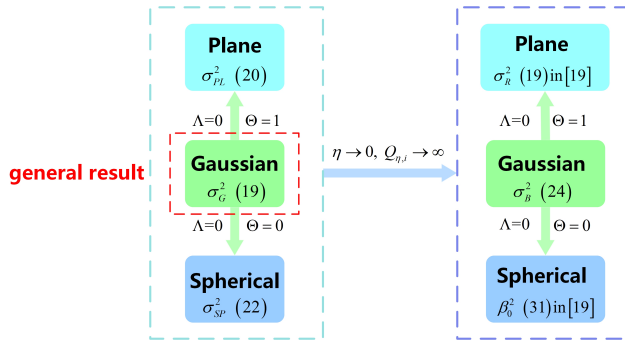 Plane
σ²_PL (20)
Λ=0 Θ=1
general result
Gaussian
σ²_G (19)
Λ=0 Θ=0
Spherical
σ²_SP (22)
η → 0, Q_η,i → ∞
Plane
σ²_R (19)in[19]
Λ=0 Θ=1
Gaussian
σ²_B (24)
Λ=0 Θ=0
Spherical
β²_0 (31)in[19]